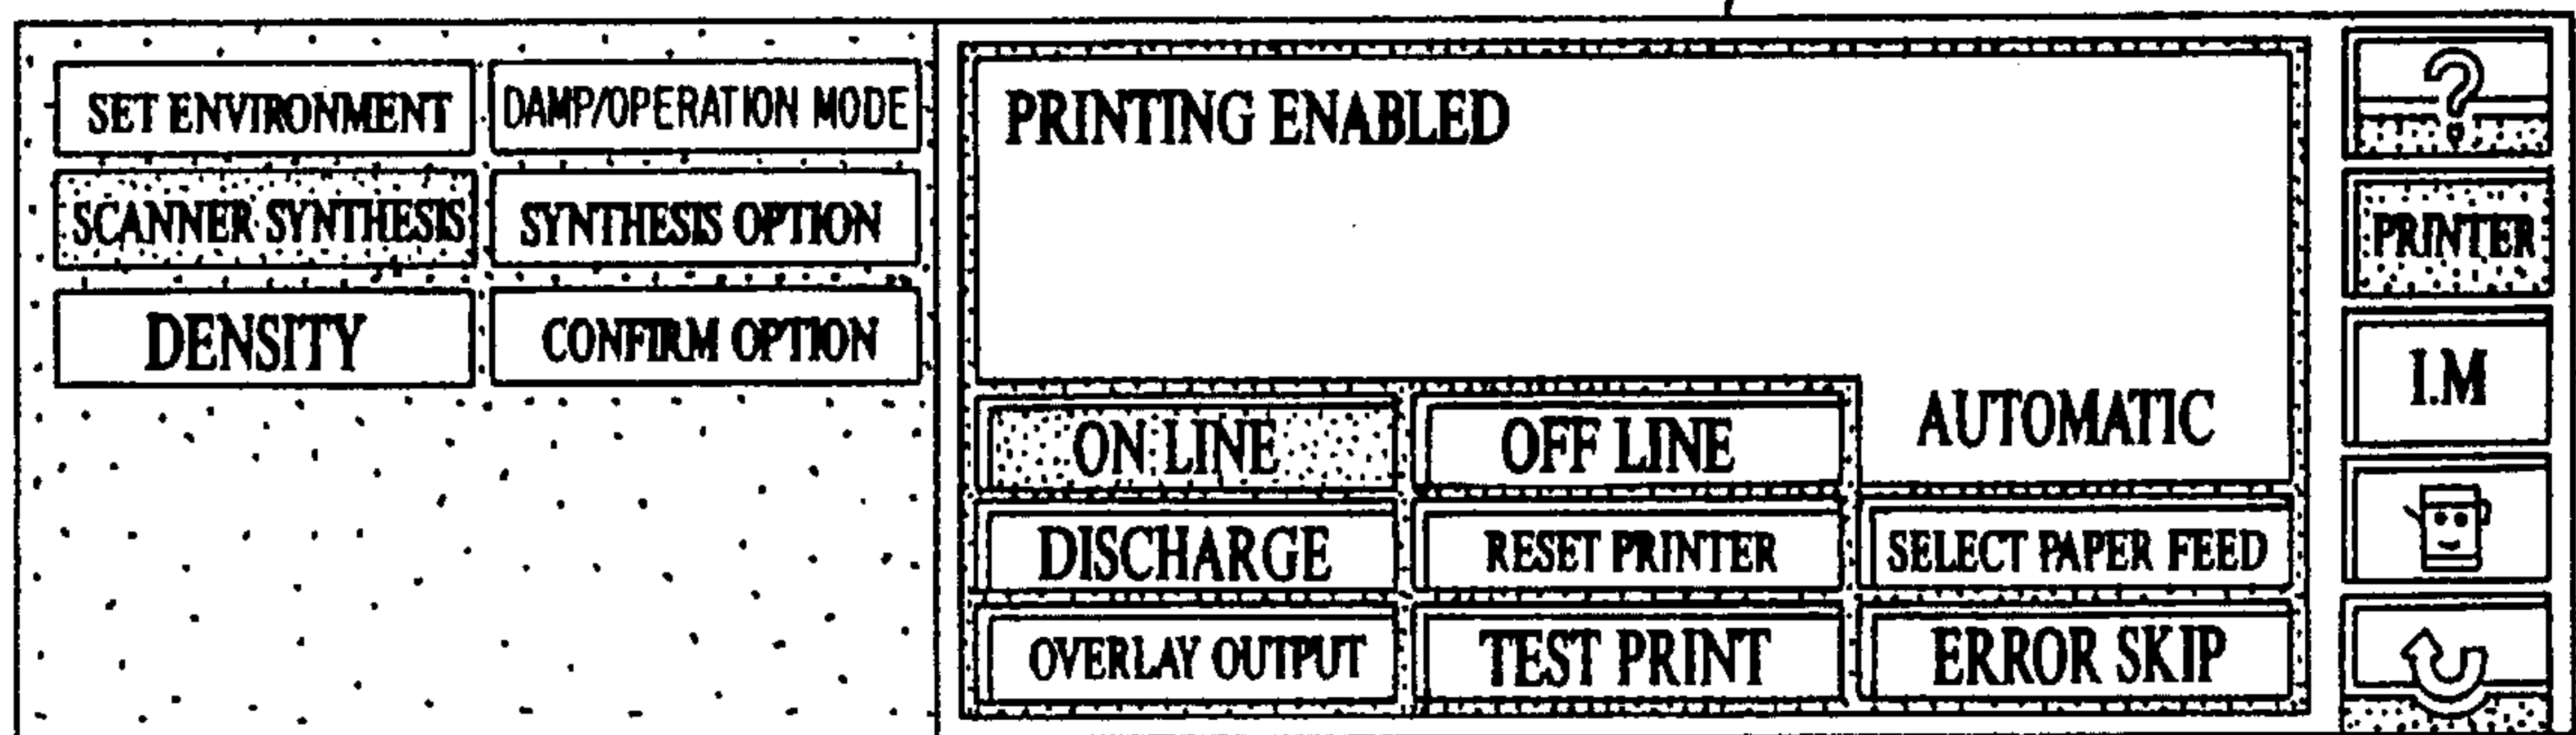 SET ENVIRONMENT
DAMP/OPERATION MODE
SCANNER SYNTHESIS
SYNTHESIS OPTION
DENSITY
CONFIRM OPTION
PRINTING ENABLED
AUTOMATIC
ON LINE
OFF LINE
DISCHARGE
RESET PRINTER
SELECT PAPER FEED
OVERLAY OUTPUT
TEST PRINT
ERROR SKIP
?
PRINTER
I.M